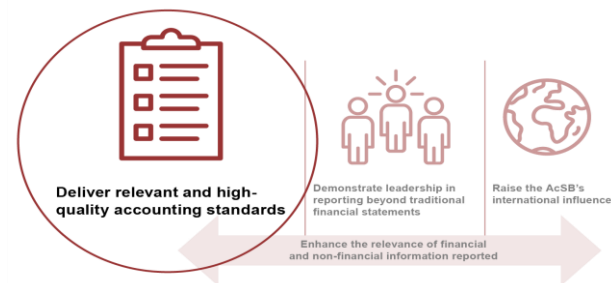 Deliver relevant and high-
quality accounting standards
Demonstrate leadership in
reporting beyond traditional
financial statements
Raise the AcSB's
international influence
Enhance the relevance of financial
and non-financial information reported